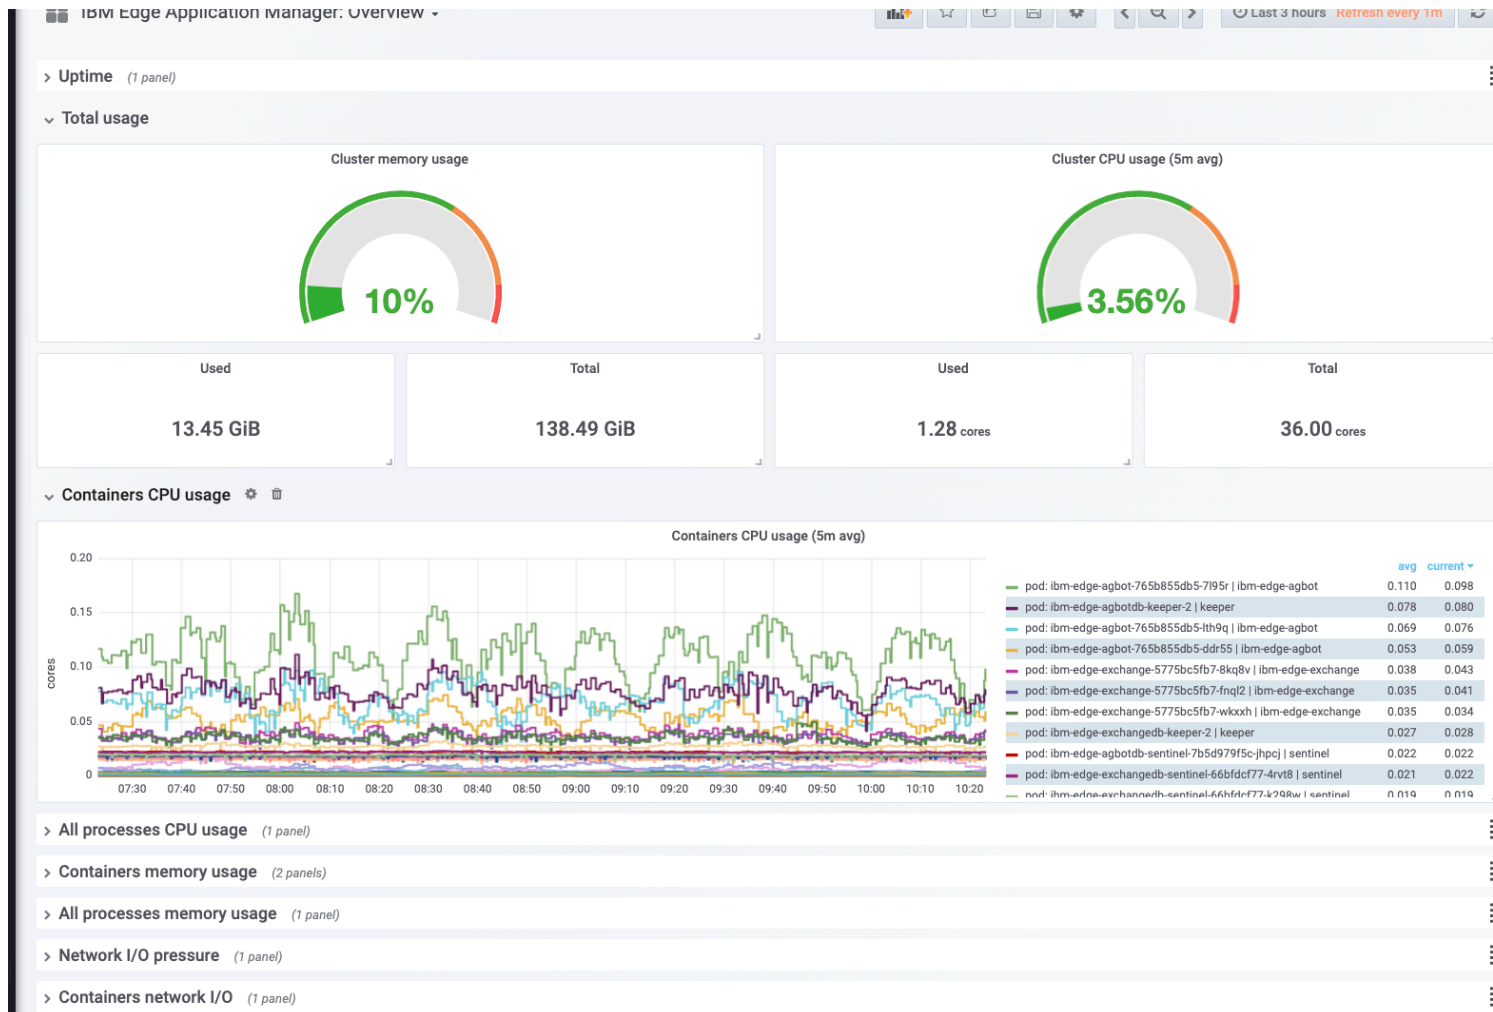 IBM Edge Application Manager: Overview
Last 3 hours Refresh every 1m
Uptime (1 panel)
Total usage
Cluster memory usage
10%
Cluster CPU usage (5m avg)
3.56%
Used
13.45 GiB
Total
138.49 GiB
Used
1.28 cores
Total
36.00 cores
Containers CPU usage
Containers CPU usage (5m avg)
cores
0.20
0.15
0.10
0.05
0
07:30 07:40 07:50 08:00 08:10 08:20 08:30 08:40 08:50 09:00 09:10 09:20 09:30 09:40 09:50 10:00 10:10 10:20
avg current
pod: ibm-edge-agbot-765b855db5-7l95r | ibm-edge-agbot 0.110 0.098
pod: ibm-edge-agbotdb-keeper-2 | keeper 0.078 0.080
pod: ibm-edge-agbot-765b855db5-lth9q | ibm-edge-agbot 0.069 0.076
pod: ibm-edge-agbot-765b855db5-ddr55 | ibm-edge-agbot 0.053 0.059
pod: ibm-edge-exchange-5775bc5fb7-8kq8v | ibm-edge-exchange 0.038 0.043
pod: ibm-edge-exchange-5775bc5fb7-fnql2 | ibm-edge-exchange 0.035 0.041
pod: ibm-edge-exchange-5775bc5fb7-wkxxh | ibm-edge-exchange 0.035 0.034
pod: ibm-edge-exchangedb-keeper-2 | keeper 0.027 0.028
pod: ibm-edge-agbotdb-sentinel-7b5d979f5c-jhpcj | sentinel 0.022 0.022
pod: ibm-edge-exchangedb-sentinel-66bfdcf77-4rvt8 | sentinel 0.021 0.022
pod: ibm-edge-exchangedb-sentinel-66bfdcf77-k298w | sentinel 0.019 0.019
All processes CPU usage (1 panel)
Containers memory usage (2 panels)
All processes memory usage (1 panel)
Network I/O pressure (1 panel)
Containers network I/O (1 panel)